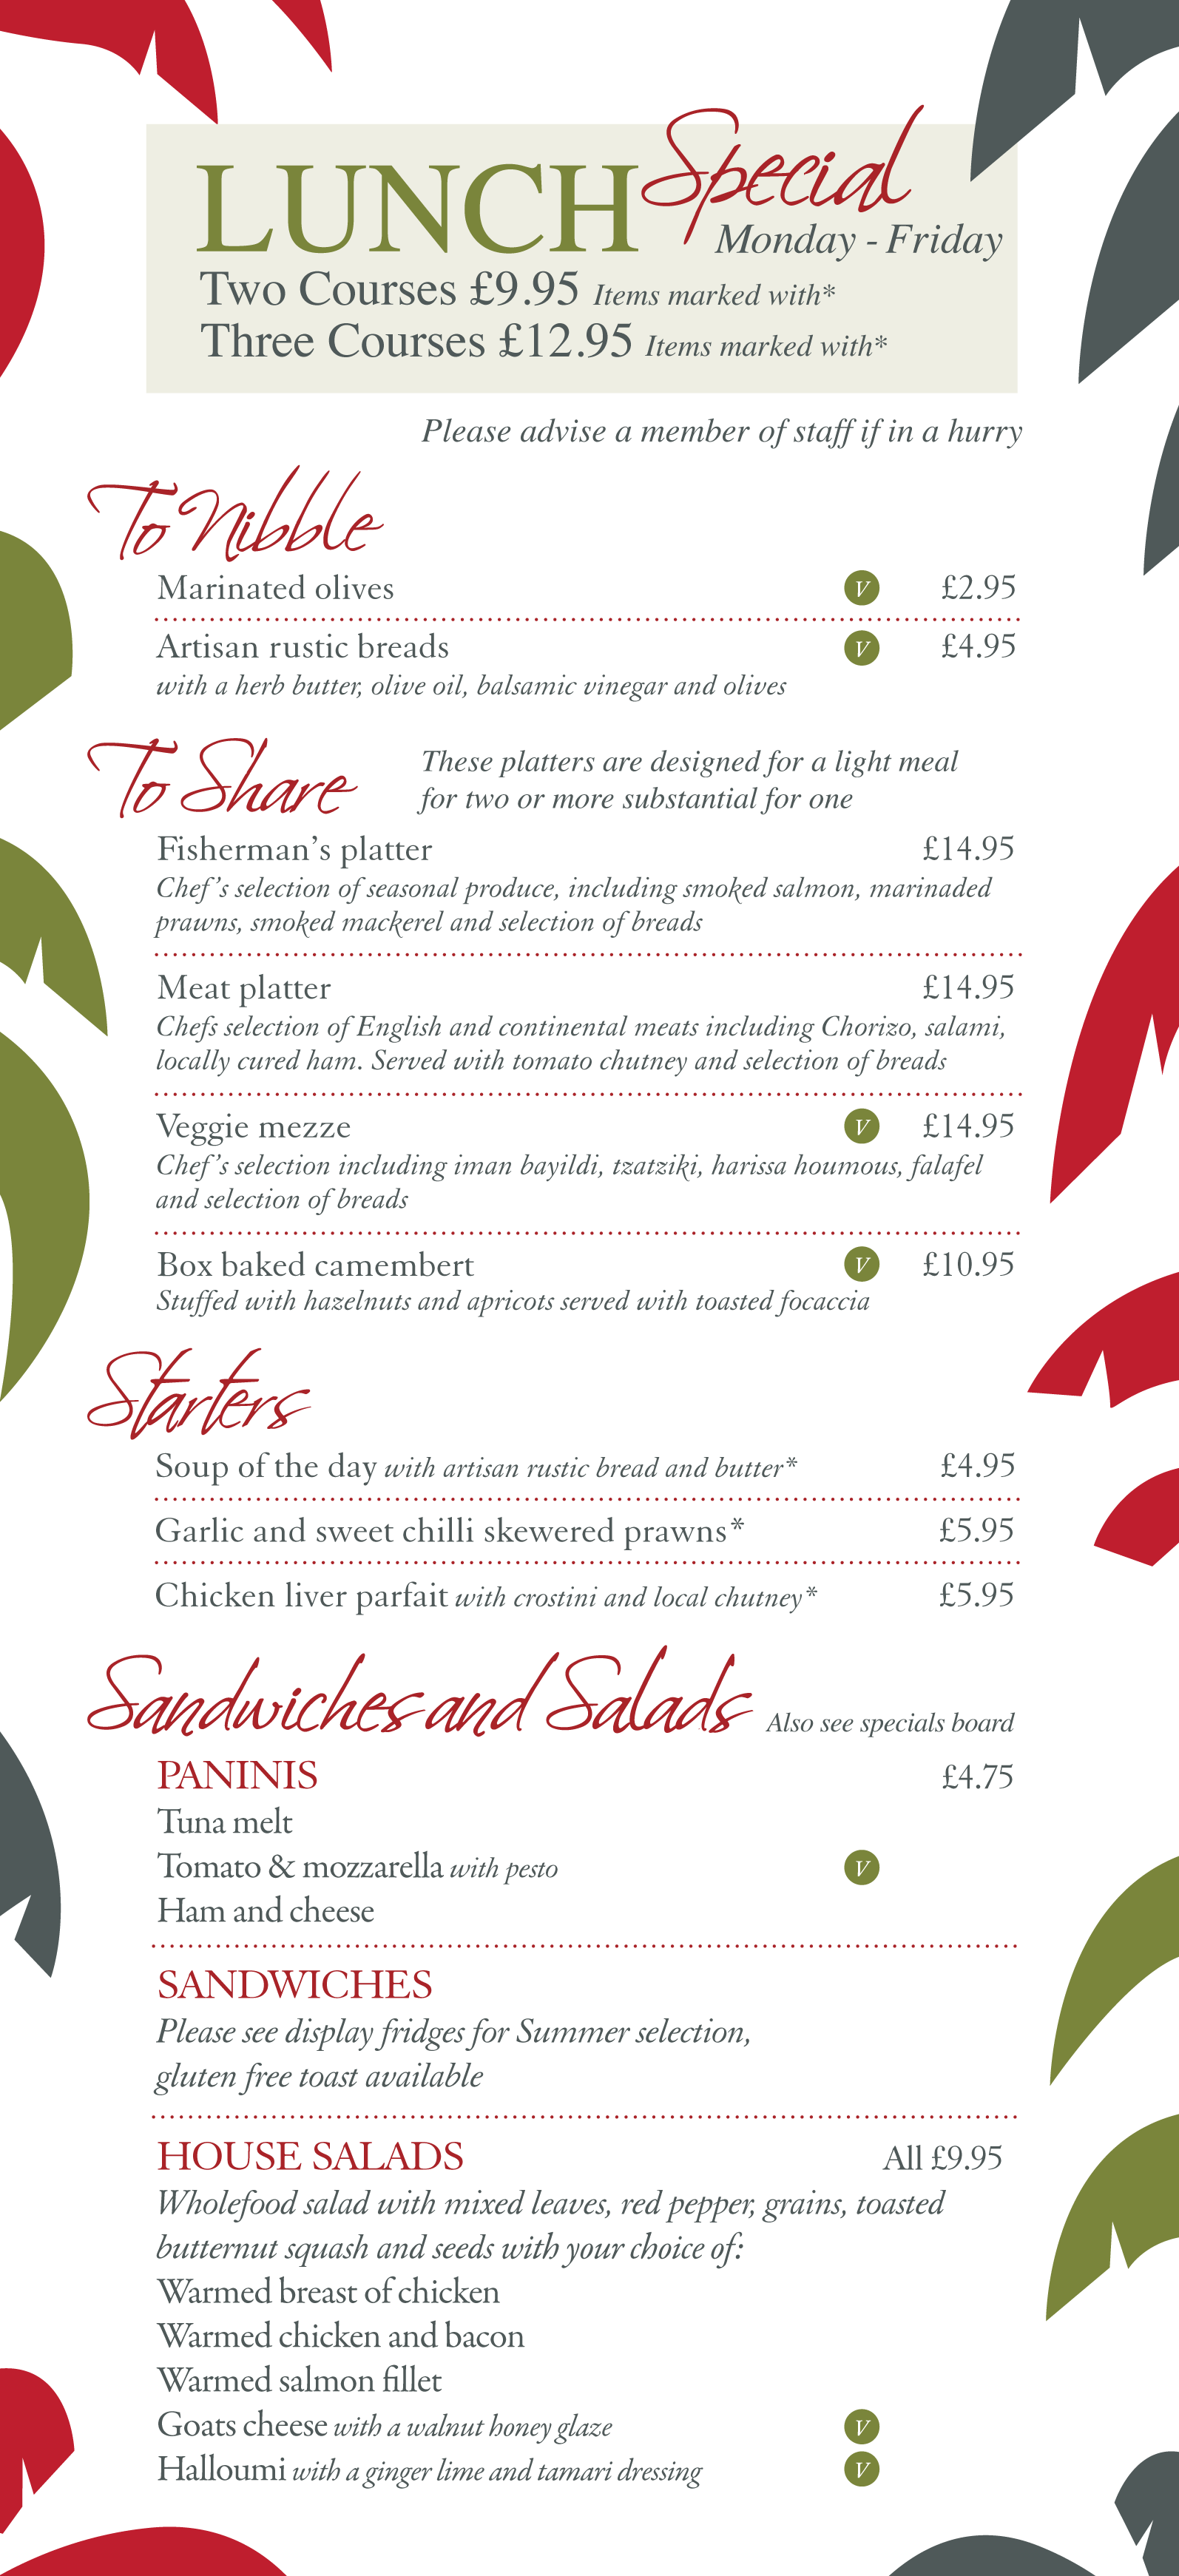 LUNCH Special
Monday - Friday
Two Courses £9.95 Items marked with*
Three Courses £12.95 Items marked with*
Please advise a member of staff if in a hurry
To Nibble
Marinated olives V £2.95
Artisan rustic breads V £4.95
with a herb butter, olive oil, balsamic vinegar and olives
To Share
These platters are designed for a light meal
for two or more substantial for one
Fisherman’s platter £14.95
Chef’s selection of seasonal produce, including smoked salmon, marinaded
prawns, smoked mackerel and selection of breads
Meat platter £14.95
Chefs selection of English and continental meats including Chorizo, salami,
locally cured ham. Served with tomato chutney and selection of breads
Veggie mezze V £14.95
Chef’s selection including iman bayildi, tzatziki, harissa houmous, falafel
and selection of breads
Box baked camembert V £10.95
Stuffed with hazelnuts and apricots served with toasted focaccia
Starters
Soup of the day with artisan rustic bread and butter* £4.95
Garlic and sweet chilli skewered prawns* £5.95
Chicken liver parfait with crostini and local chutney* £5.95
Sandwiches and Salads Also see specials board
PANINIS £4.75
Tuna melt
Tomato & mozzarella with pesto V
Ham and cheese
SANDWICHES
Please see display fridges for Summer selection,
gluten free toast available
HOUSE SALADS All £9.95
Wholefood salad with mixed leaves, red pepper, grains, toasted
butternut squash and seeds with your choice of:
Warmed breast of chicken
Warmed chicken and bacon
Warmed salmon fillet
Goats cheese with a walnut honey glaze V
Halloumi with a ginger lime and tamari dressing V